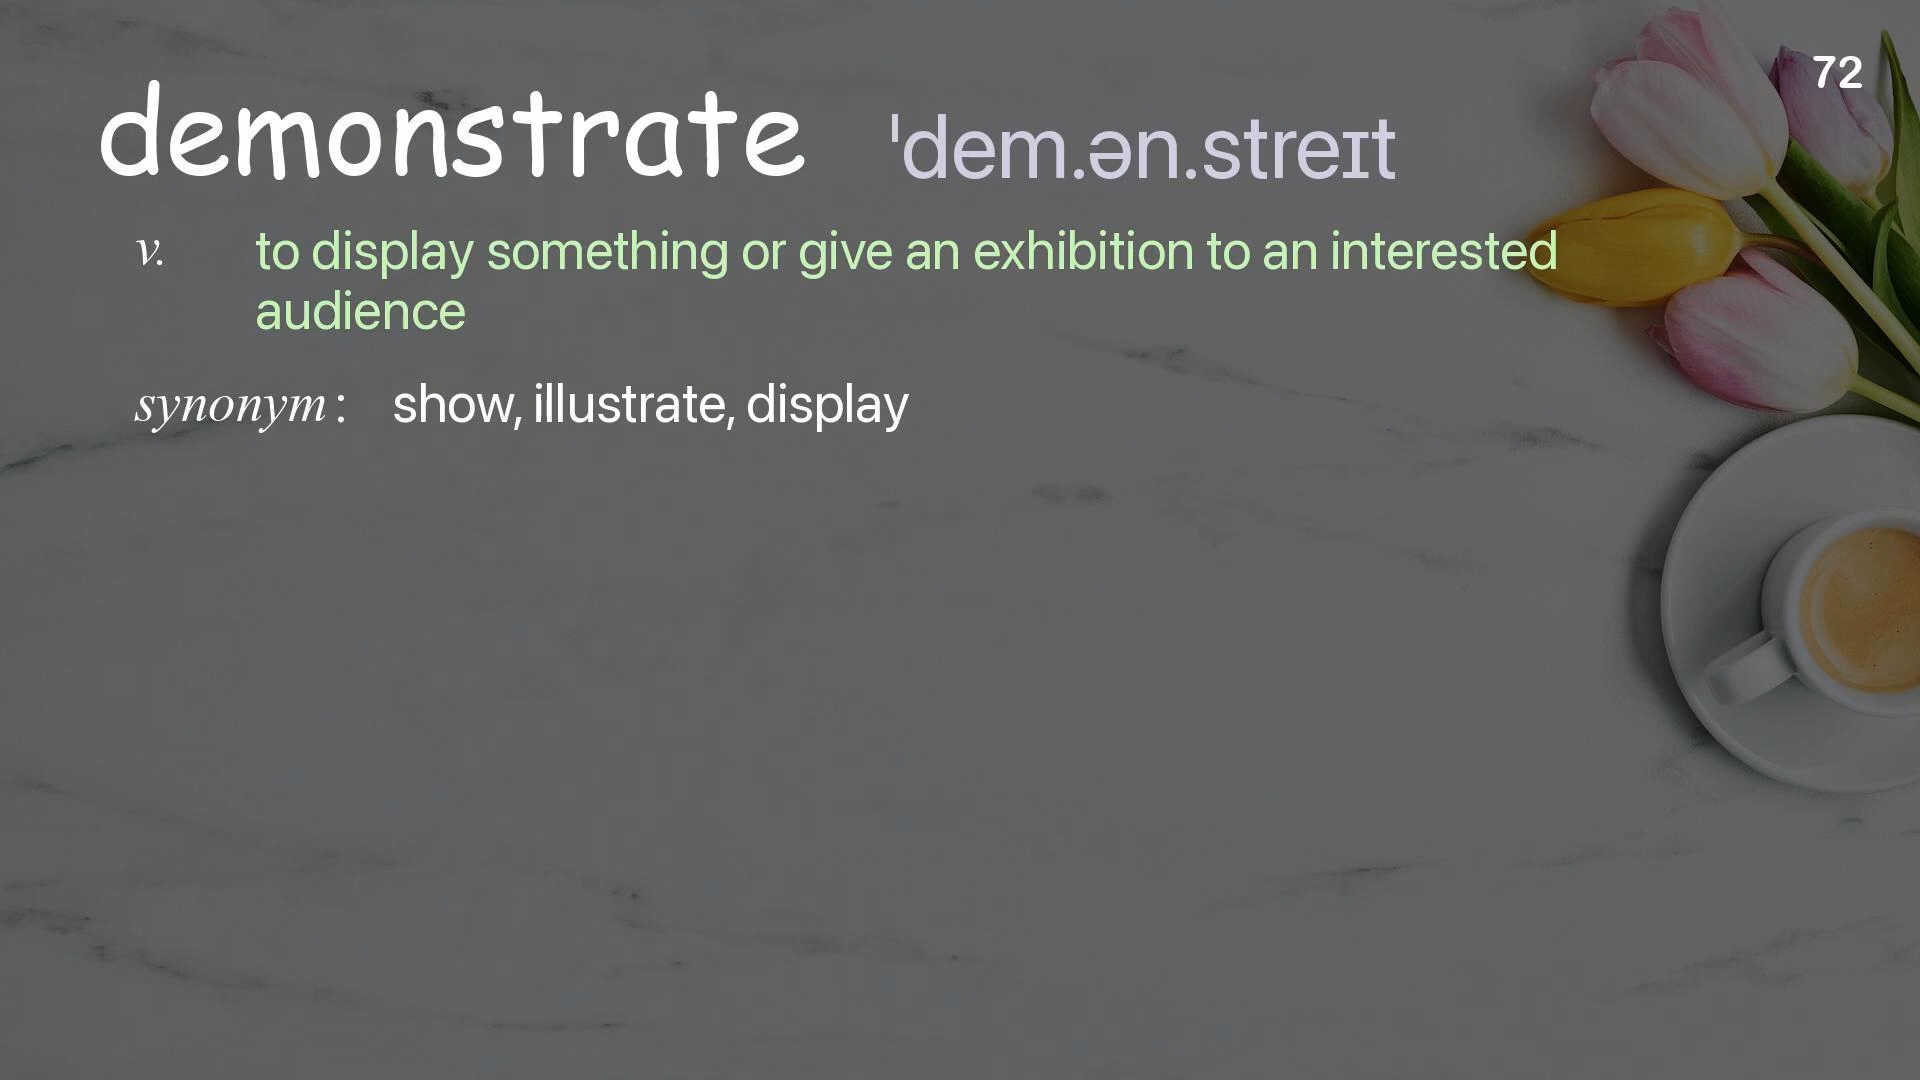 72
demonstrate ˈdem.ən.streɪt
v. to display something or give an exhibition to an interested
audience
synonym : show, illustrate, display